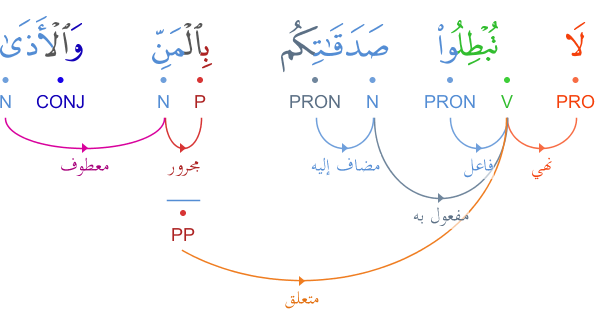 لَا تُبْطِلُوا۟ صَدَقَـٰتِكُم بِٱلْمَنِّ وَٱلْأَذَىٰ
PRO V PRON N PRON P N CONJ N
نهي فاعل مضاف إليه مجرور معطوف
مفعول به
PP
متعلق